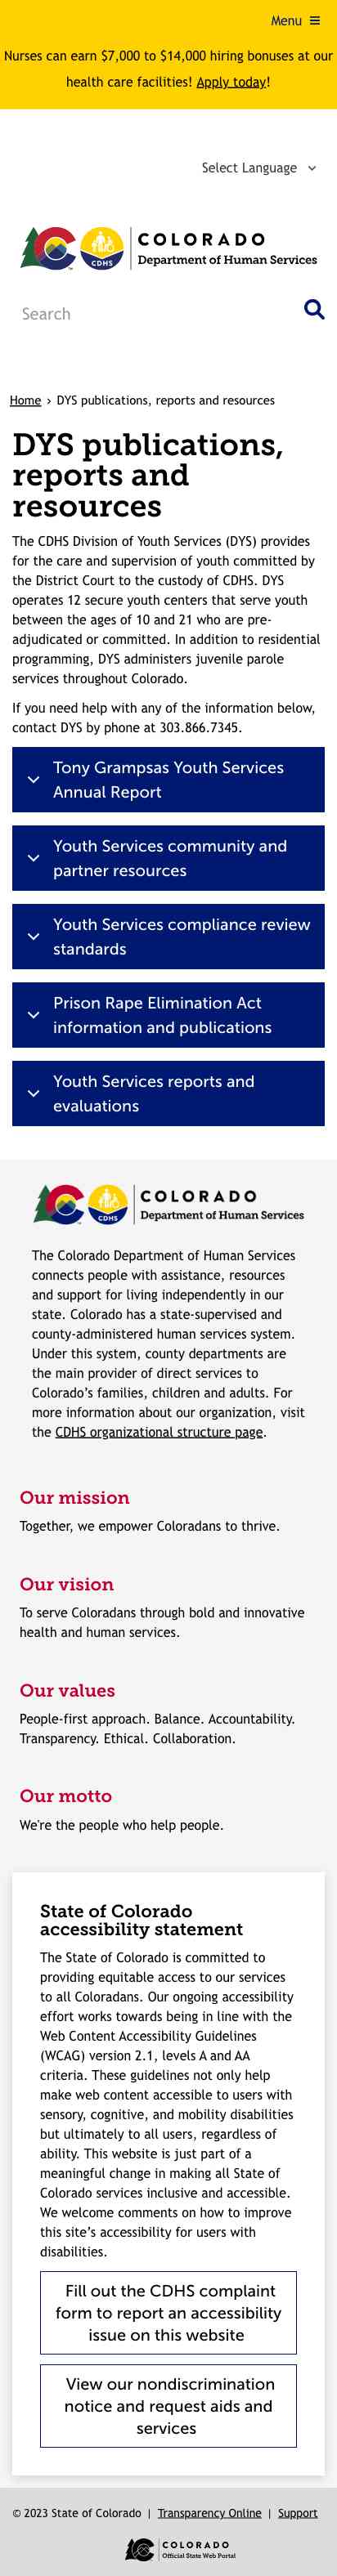 Menu
Nurses can earn $7,000 to $14,000 hiring bonuses at our
health care facilities! Apply today!
Select Language
CDHS
COLORADO
Department of Human Services
Search
Home › DYS publications, reports and resources
DYS publications,
reports and
resources
The CDHS Division of Youth Services (DYS) provides
for the care and supervision of youth committed by
the District Court to the custody of CDHS. DYS
operates 12 secure youth centers that serve youth
between the ages of 10 and 21 who are pre-
adjudicated or committed. In addition to residential
programming, DYS administers juvenile parole
services throughout Colorado.
If you need help with any of the information below,
contact DYS by phone at 303.866.7345.
Tony Grampsas Youth Services
Annual Report
Youth Services community and
partner resources
Youth Services compliance review
standards
Prison Rape Elimination Act
information and publications
Youth Services reports and
evaluations
CDHS
COLORADO
Department of Human Services
The Colorado Department of Human Services
connects people with assistance, resources
and support for living independently in our
state. Colorado has a state-supervised and
county-administered human services system.
Under this system, county departments are
the main provider of direct services to
Colorado's families, children and adults. For
more information about our organization, visit
the CDHS organizational structure page.
Our mission
Together, we empower Coloradans to thrive.
Our vision
To serve Coloradans through bold and innovative
health and human services.
Our values
People-first approach. Balance. Accountability.
Transparency. Ethical. Collaboration.
Our motto
We're the people who help people.
State of Colorado
accessibility statement
The State of Colorado is committed to
providing equitable access to our services
to all Coloradans. Our ongoing accessibility
effort works towards being in line with the
Web Content Accessibility Guidelines
(WCAG) version 2.1, levels A and AA
criteria. These guidelines not only help
make web content accessible to users with
sensory, cognitive, and mobility disabilities
but ultimately to all users, regardless of
ability. This website is just part of a
meaningful change in making all State of
Colorado services inclusive and accessible.
We welcome comments on how to improve
this site's accessibility for users with
disabilities.
Fill out the CDHS complaint
form to report an accessibility
issue on this website
View our nondiscrimination
notice and request aids and
services
© 2023 State of Colorado | Transparency Online | Support
COLORADO
Official State Web Portal